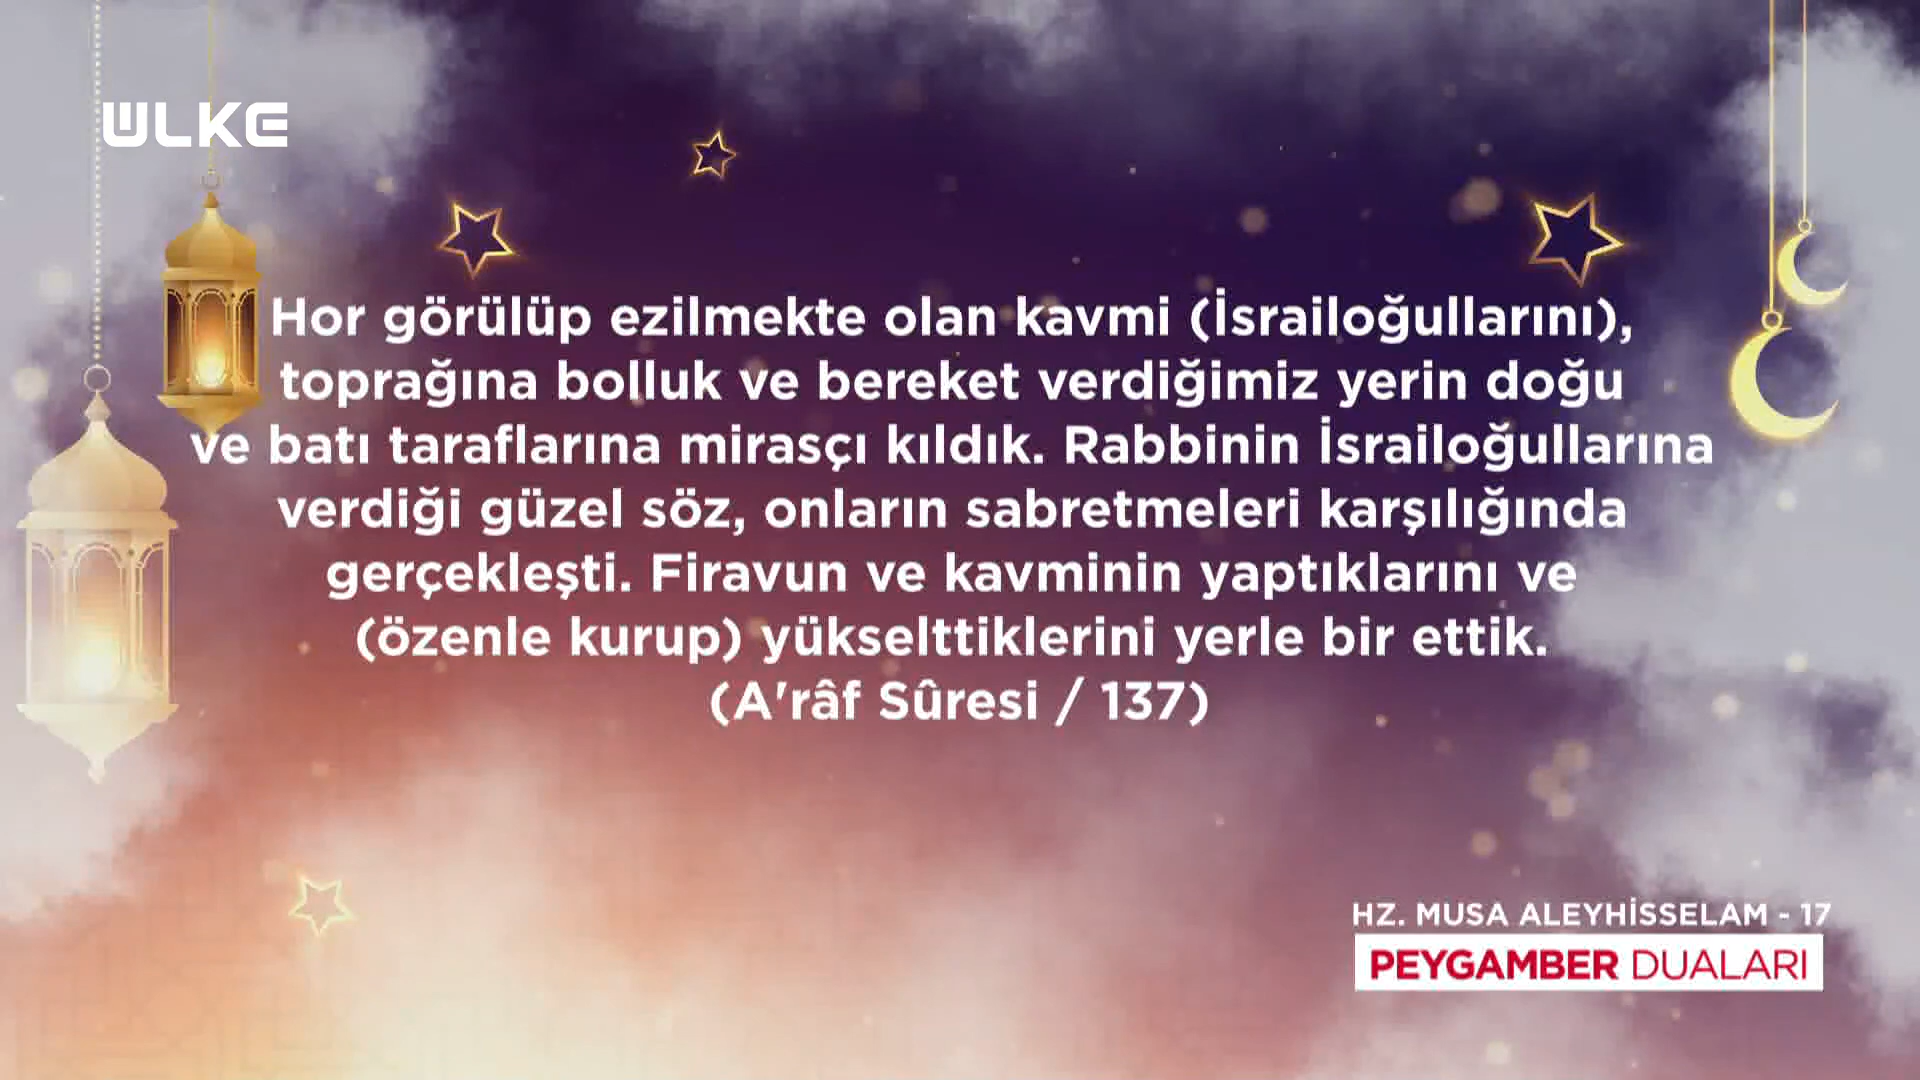 ULKE
Hor görülüp ezilmekte olan kavmi (İsrailoğullarını),
toprağına bolluk ve bereket verdiğimiz yerin doğu
ve batı taraflarına mirasçı kıldık. Rabbinin İsrailoğullarına
verdiği güzel söz, onların sabretmeleri karşılığında
gerçekleşti. Firavun ve kavminin yaptıklarını ve
(özenle kurup) yükselttiklerini yerle bir ettik.
(A'râf Sûresi / 137)
HZ. MUSA ALEYHİSSELAM - 17
PEYGAMBER DUALARI